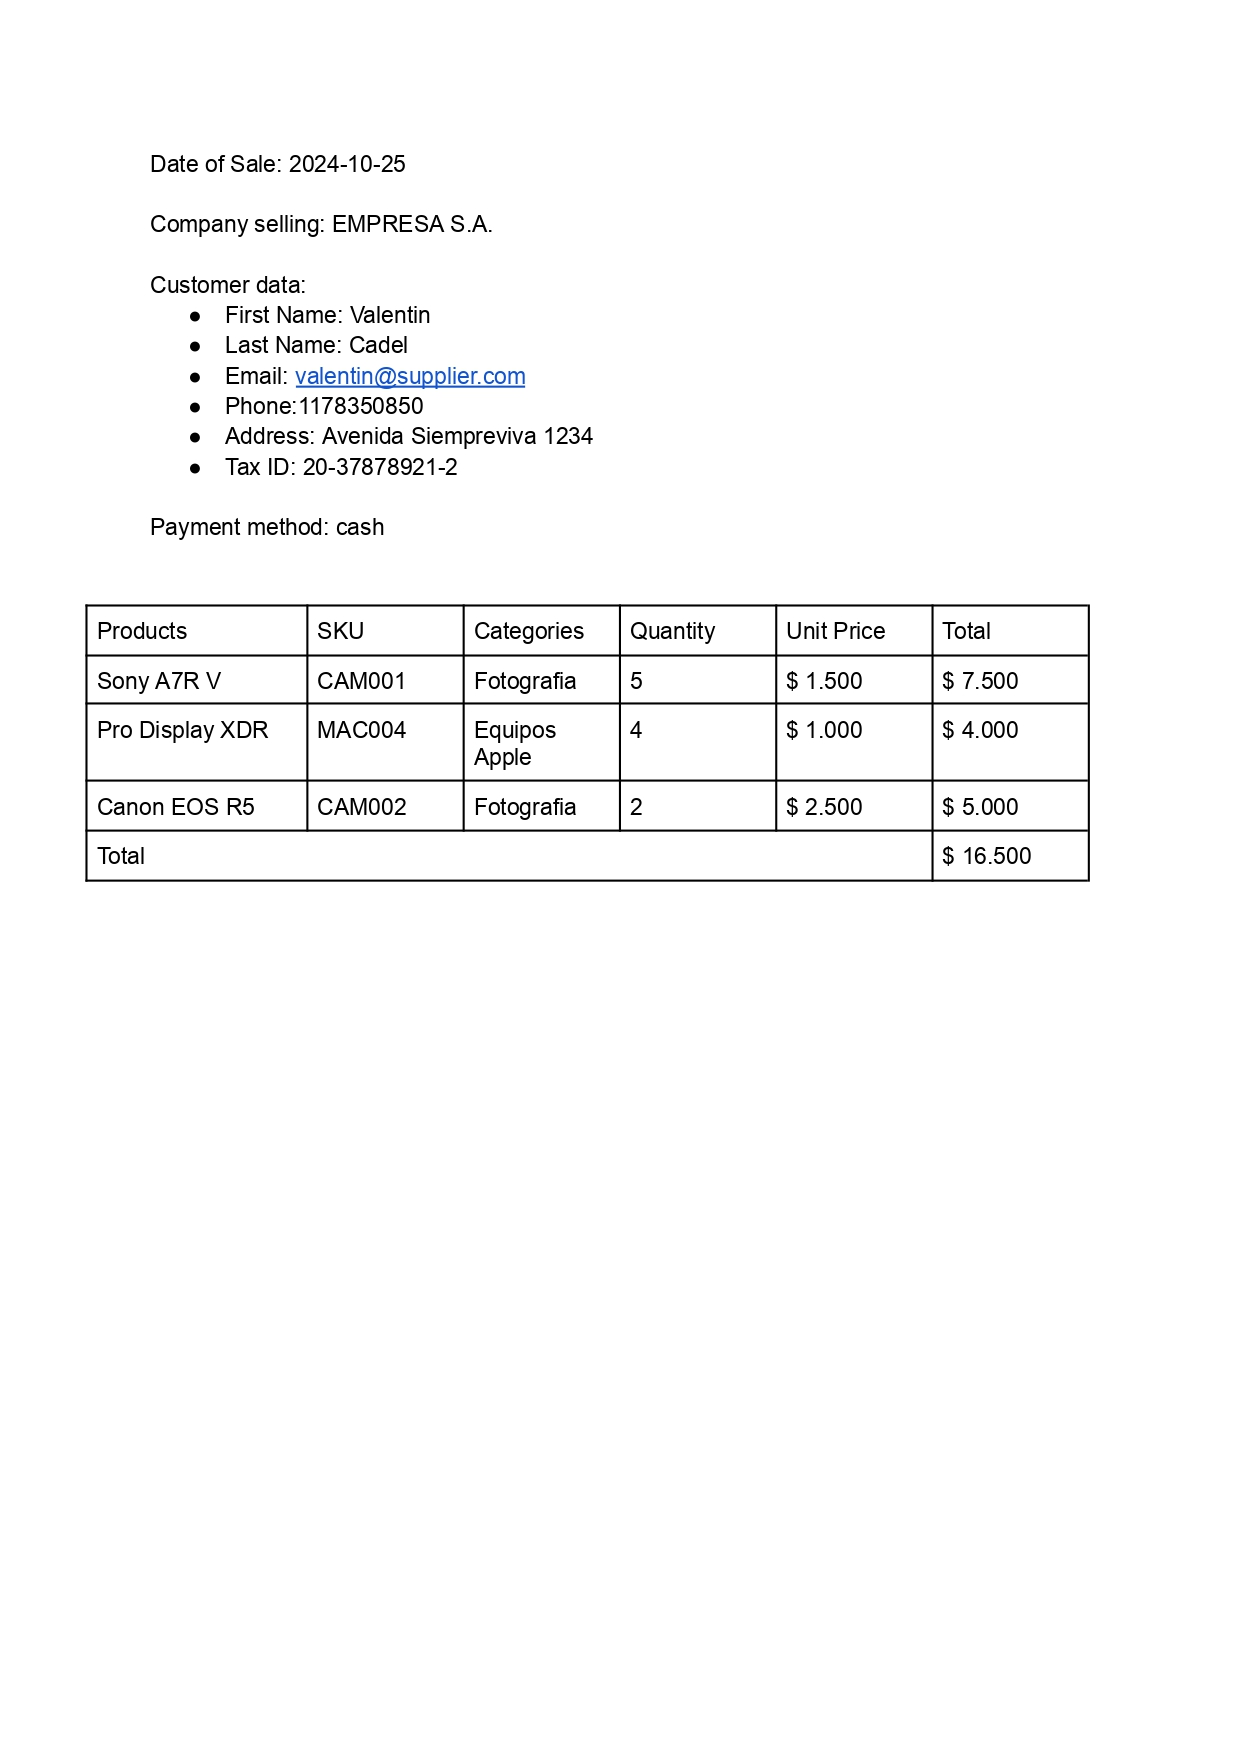 Date of Sale: 2024-10-25
Company selling: EMPRESA S.A.
Customer data:
● First Name: Valentin
● Last Name: Cadel
● Email: valentin@supplier.com
● Phone:1178350850
● Address: Avenida Siempreviva 1234
● Tax ID: 20-37878921-2
Payment method: cash
Products SKU Categories Quantity Unit Price Total
Sony A7R V CAM001 Fotografia 5 $ 1.500 $ 7.500
Pro Display XDR MAC004 Equipos 4 $ 1.000 $ 4.000
Apple
Canon EOS R5 CAM002 Fotografia 2 $ 2.500 $ 5.000
Total $ 16.500